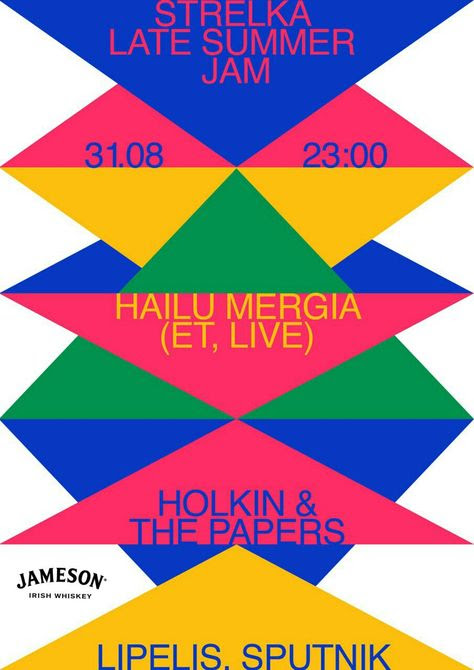 STRELKA
LATE SUMMER
JAM
31.08 23:00
HAILU MERGIA
(ET, LIVE)
HOLKIN &
THE PAPERS
JAMESON®
IRISH WHISKEY
LIPELIS, SPUTNIK